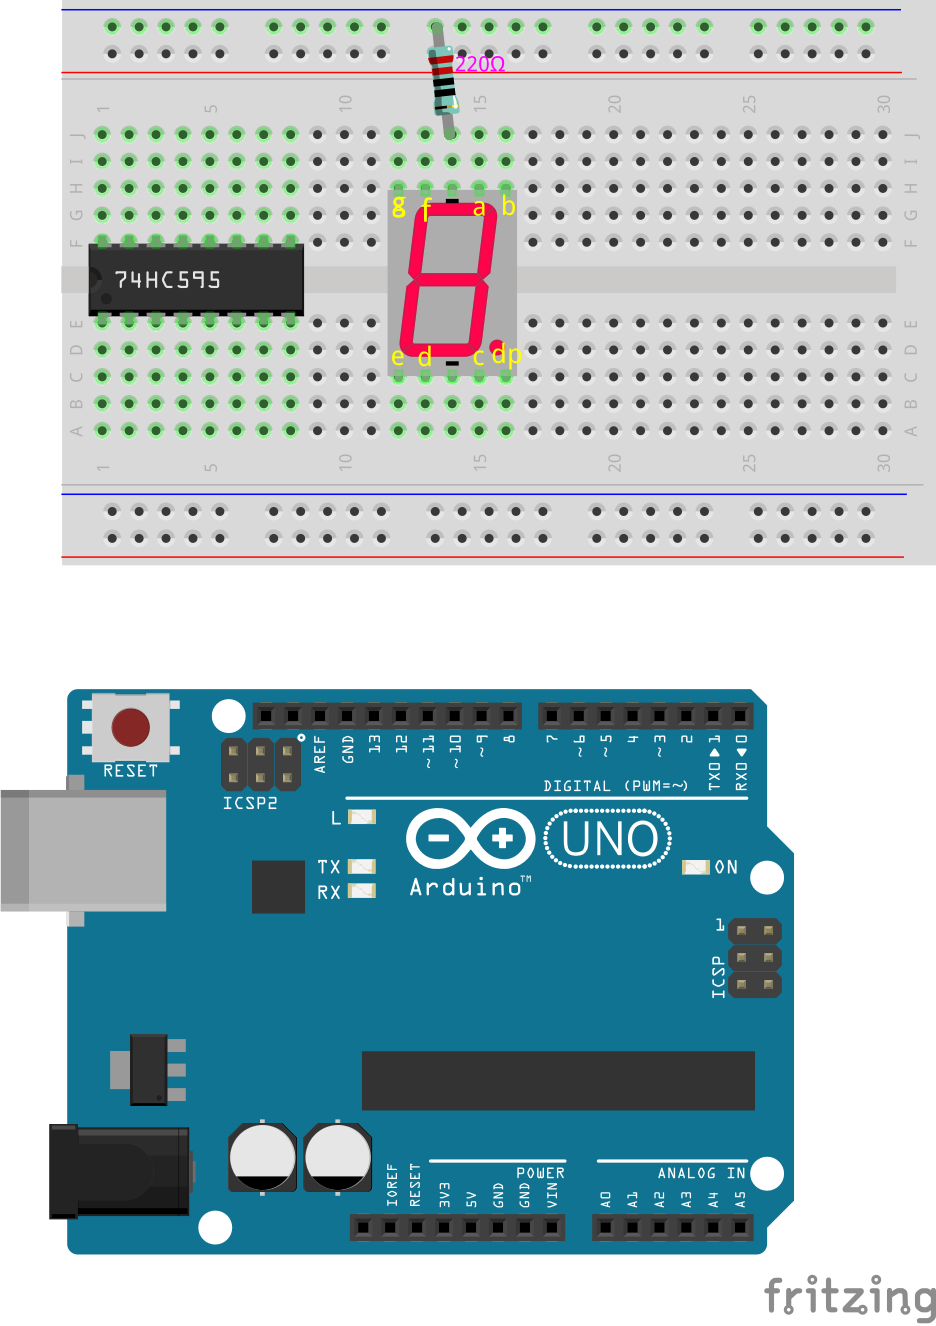 220Ω
1 5 10 15 20 25 30
J J
I I
H H
G G
F F
g f a b
74HC595
e d c dp
E E
D D
C C
B B
A A
1 5 10 15 20 25 30
RESET
ICSP2
AREF GND 13 12 ~11 ~10 ~9 8 7 ~6 ~5 4 ~3 2 TX0▶1 RX0◀0
DIGITAL (PWM=~)
L
TX
RX
UNO
Arduino™
ON
1
ICSP
POWER
ANALOG IN
IOREF RESET 3V3 5V GND GND VIN A0 A1 A2 A3 A4 A5
fritzing